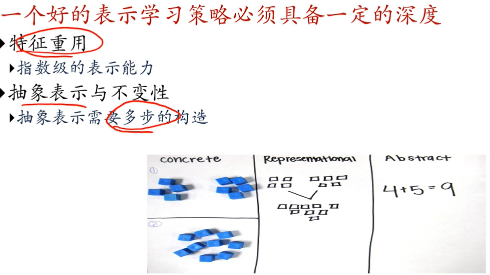 一个好的表示学习策略必须具备一定的深度
特征重用
指数级的表示能力
抽象表示与不变性
抽象表示需要多步的构造
concrete
Representational
Abstract
①
4+5=9
②